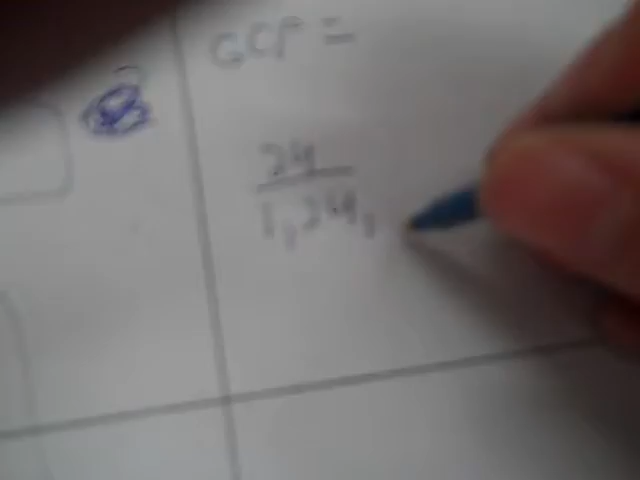 GCF =
24
1, 24,